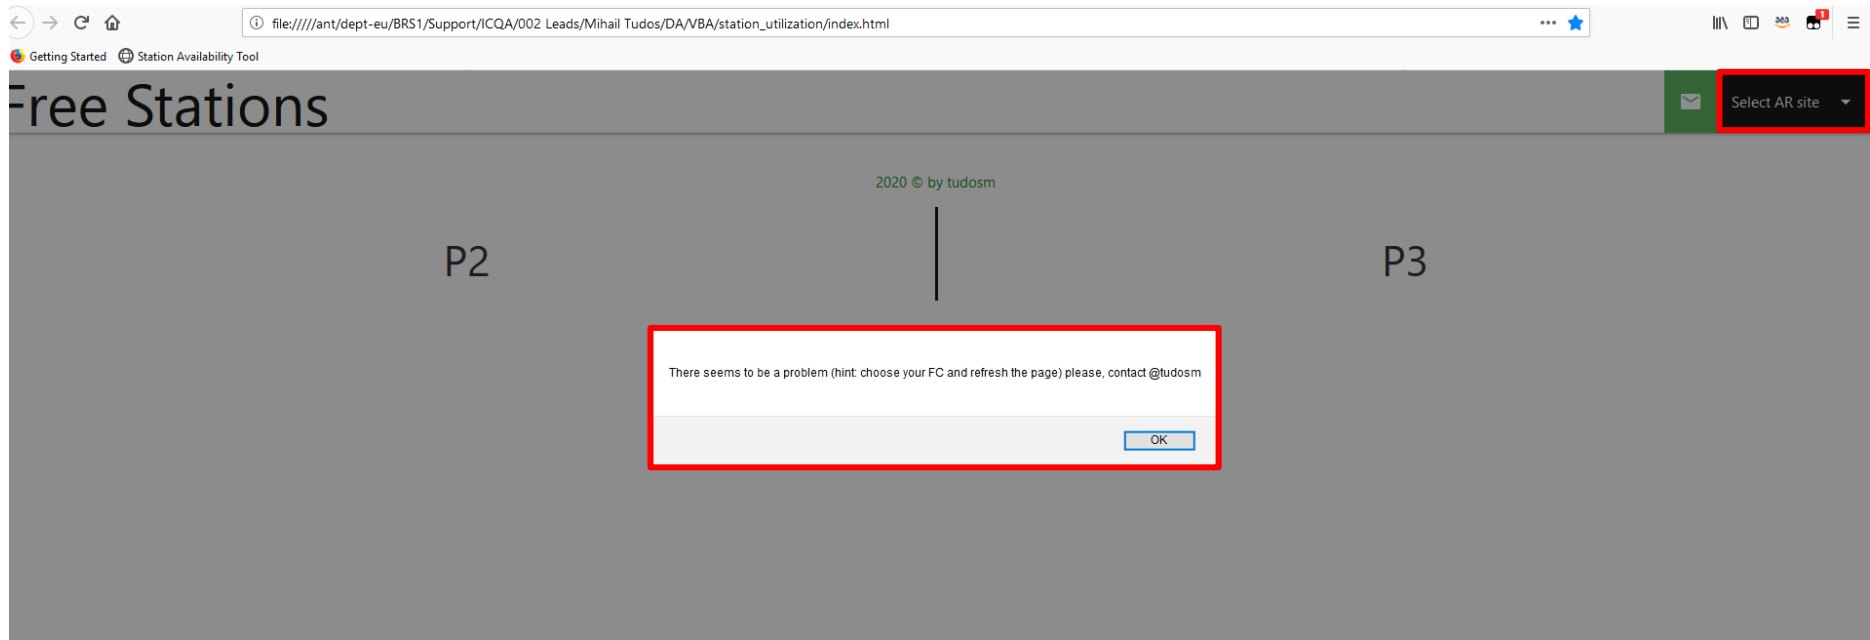 file://///ant/dept-eu/BRS1/Support/ICQA/002 Leads/Mihail Tudos/DA/VBA/station_utilization/index.html
1
Getting Started Station Availability Tool
Free Stations
Select AR site
2020 © by tudosm
P2
P3
There seems to be a problem (hint: choose your FC and refresh the page) please, contact @tudosm
OK